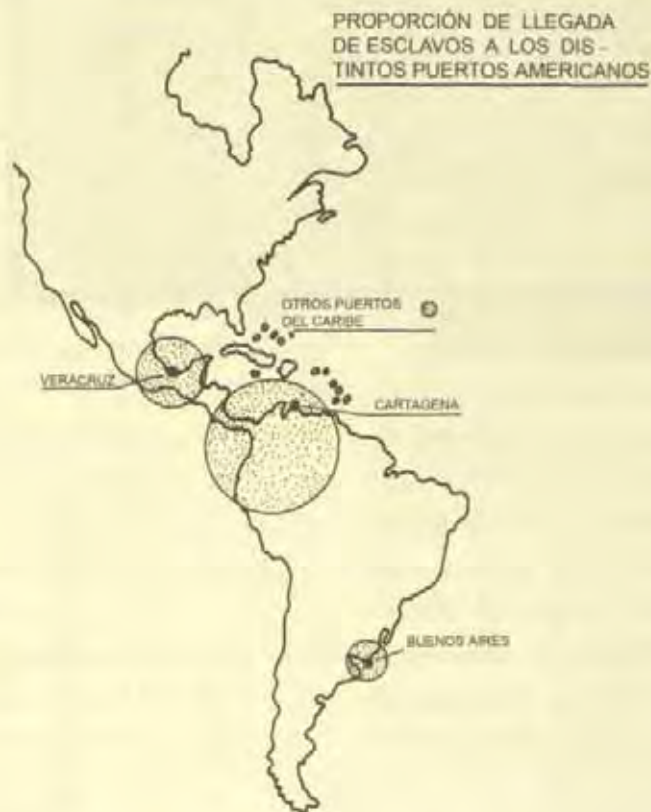 PROPORCIÓN DE LLEGADA
DE ESCLAVOS A LOS DIS-
TINTOS PUERTOS AMERICANOS
OTROS PUERTOS
DEL CARIBE
VERACRUZ
CARTAGENA
BUENOS AIRES